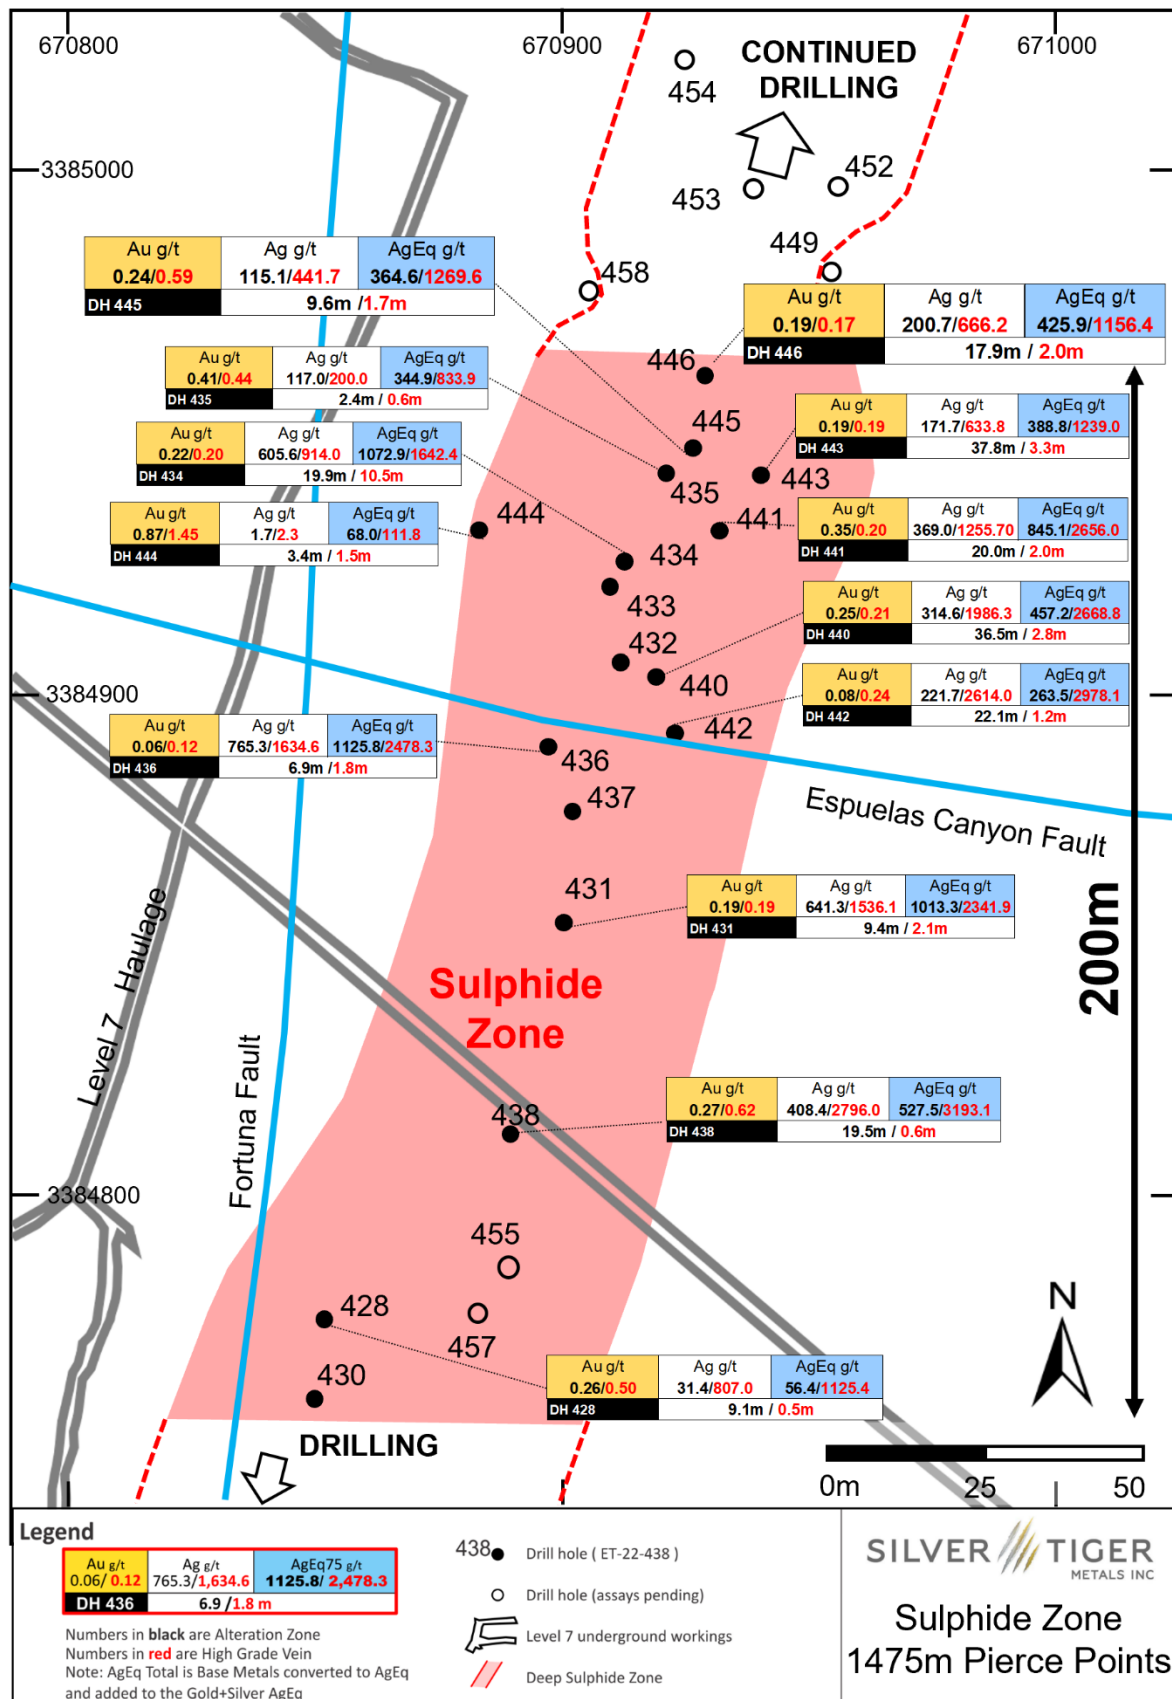 670800
670900
671000
CONTINUED
DRILLING
454
3385000
453
452
449
458
Au g/t Ag g/t AgEq g/t
0.24/0.59 115.1/441.7 364.6/1269.6
DH 445 9.6m /1.7m
Au g/t Ag g/t AgEq g/t
0.19/0.17 200.7/666.2 425.9/1156.4
DH 446 17.9m / 2.0m
446
Au g/t Ag g/t AgEq g/t
0.41/0.44 117.0/200.0 344.9/833.9
DH 435 2.4m / 0.6m
445
Au g/t Ag g/t AgEq g/t
0.19/0.19 171.7/633.8 388.8/1239.0
DH 443 37.8m / 3.3m
Au g/t Ag g/t AgEq g/t
0.22/0.20 605.6/914.0 1072.9/1642.4
DH 434 19.9m / 10.5m
435
443
Au g/t Ag g/t AgEq g/t
0.87/1.45 1.7/2.3 68.0/111.8
DH 444 3.4m / 1.5m
444
441
Au g/t Ag g/t AgEq g/t
0.35/0.20 369.0/1255.70 845.1/2656.0
DH 441 20.0m / 2.0m
434
433
Au g/t Ag g/t AgEq g/t
0.25/0.21 314.6/1986.3 457.2/2668.8
DH 440 36.5m / 2.8m
432
440
3384900
Au g/t Ag g/t AgEq g/t
0.08/0.24 221.7/2614.0 263.5/2978.1
DH 442 22.1m / 1.2m
442
Au g/t Ag g/t AgEq g/t
0.06/0.12 765.3/1634.6 1125.8/2478.3
DH 436 6.9m /1.8m
436
437
Espuelas Canyon Fault
431
Au g/t Ag g/t AgEq g/t
0.19/0.19 641.3/1536.1 1013.3/2341.9
DH 431 9.4m / 2.1m
200m
Level 7 Haulage
Sulphide
Zone
Fortuna Fault
438
Au g/t Ag g/t AgEq g/t
0.27/0.62 408.4/2796.0 527.5/3193.1
DH 438 19.5m / 0.6m
3384800
455
428
457
N
430
Au g/t Ag g/t AgEq g/t
0.26/0.50 31.4/807.0 56.4/1125.4
DH 428 9.1m / 0.5m
DRILLING
0m 25 50
Legend
Au g/t Ag g/t AgEq75 g/t
0.06/ 0.12 765.3/1,634.6 1125.8/ 2,478.3
DH 436 6.9 /1.8 m
Numbers in black are Alteration Zone
Numbers in red are High Grade Vein
Note: AgEq Total is Base Metals converted to AgEq
and added to the Gold+Silver AgEq
438 Drill hole ( ET-22-438 )
Drill hole (assays pending)
Level 7 underground workings
Deep Sulphide Zone
SILVER TIGER
METALS INC
Sulphide Zone
1475m Pierce Points